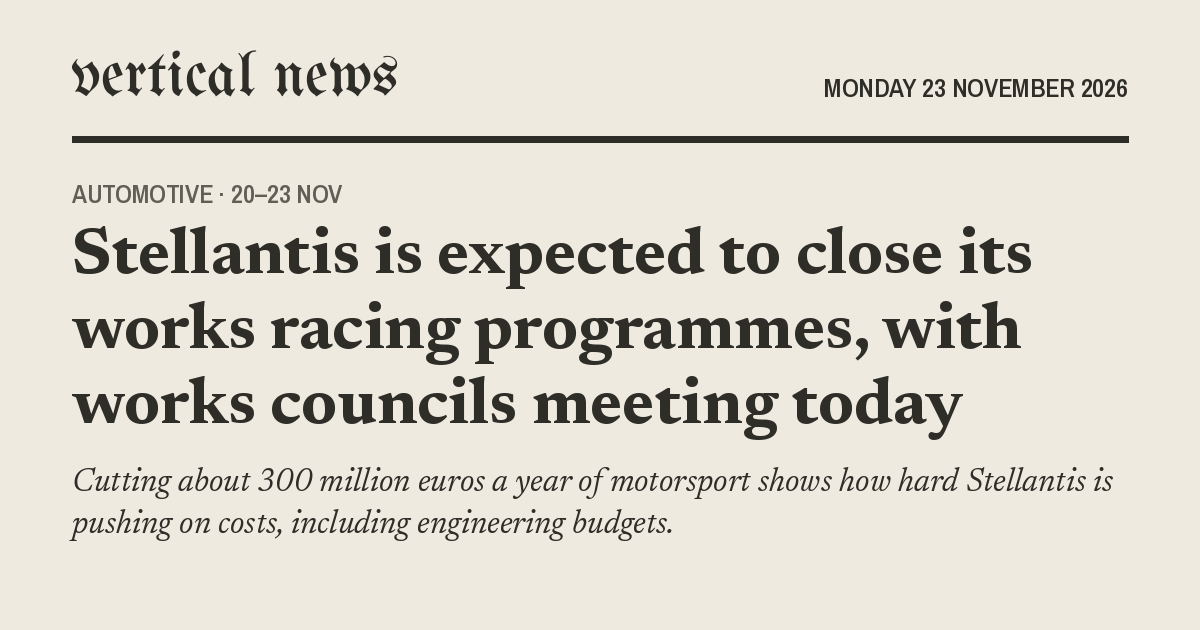 vertical news
MONDAY 23 NOVEMBER 2026
AUTOMOTIVE · 20–23 NOV
Stellantis is expected to close its
works racing programmes, with
works councils meeting today
Cutting about 300 million euros a year of motorsport shows how hard Stellantis is
pushing on costs, including engineering budgets.